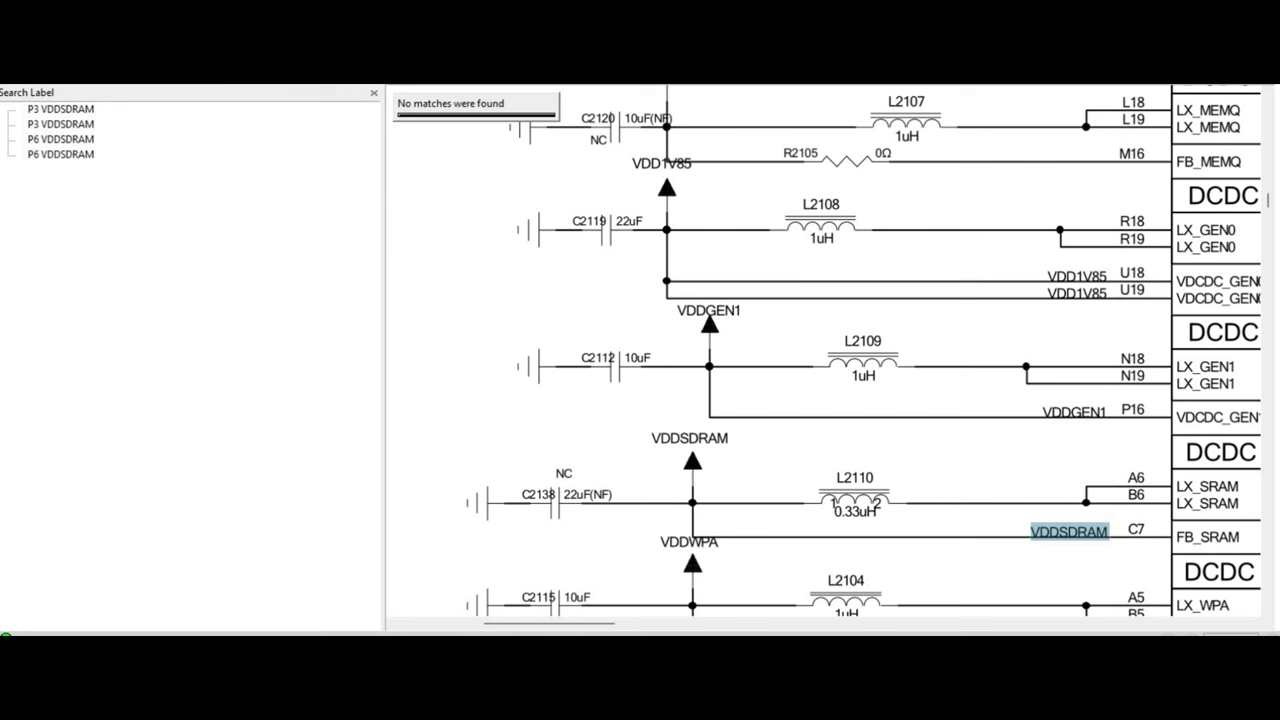 Search Label
P3 VDDSDRAM
P3 VDDSDRAM
P6 VDDSDRAM
P6 VDDSDRAM
No matches were found
L2107
L18 LX_MEMQ
C2120 10uF(NF)
L19 LX_MEMQ
NC
1uH
R2105 0Ω
M16 FB_MEMQ
VDD1V85
DCDC
L2108
C2119 22uF
R18 LX_GEN0
1uH
R19 LX_GEN0
VDD1V85 U18
VDD1V85 U19
VDDGEN1
DCDC
L2109
C2112 10uF
N18 LX_GEN1
1uH
N19 LX_GEN1
VDDGEN1 P16
VDDSDRAM
DCDC
NC
L2110
A6 LX_SRAM
C2138 22uF(NF)
1 2
B6 LX_SRAM
0.33uH
VDDSDRAM C7 FB_SRAM
VDDWPA
DCDC
L2104
C2115 10uF
A5 LX_WPA
1uH
B5